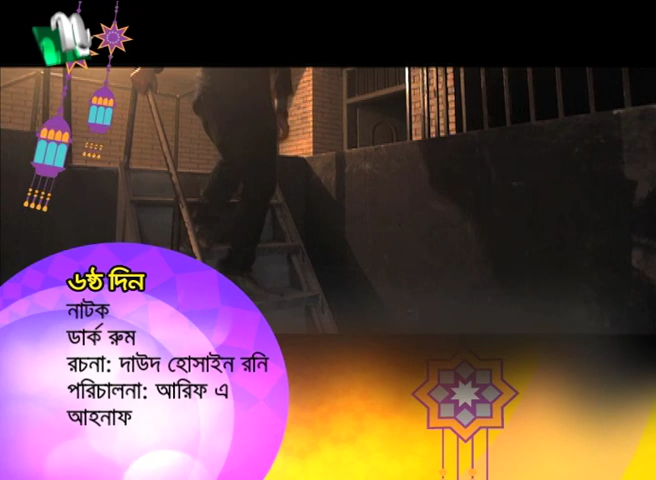 ৬ষ্ঠ দিন
নাটক
ডার্ক রুম
রচনা: দাউদ হোসাইন রনি
পরিচালনা: আরিফ এ
আহনাফ